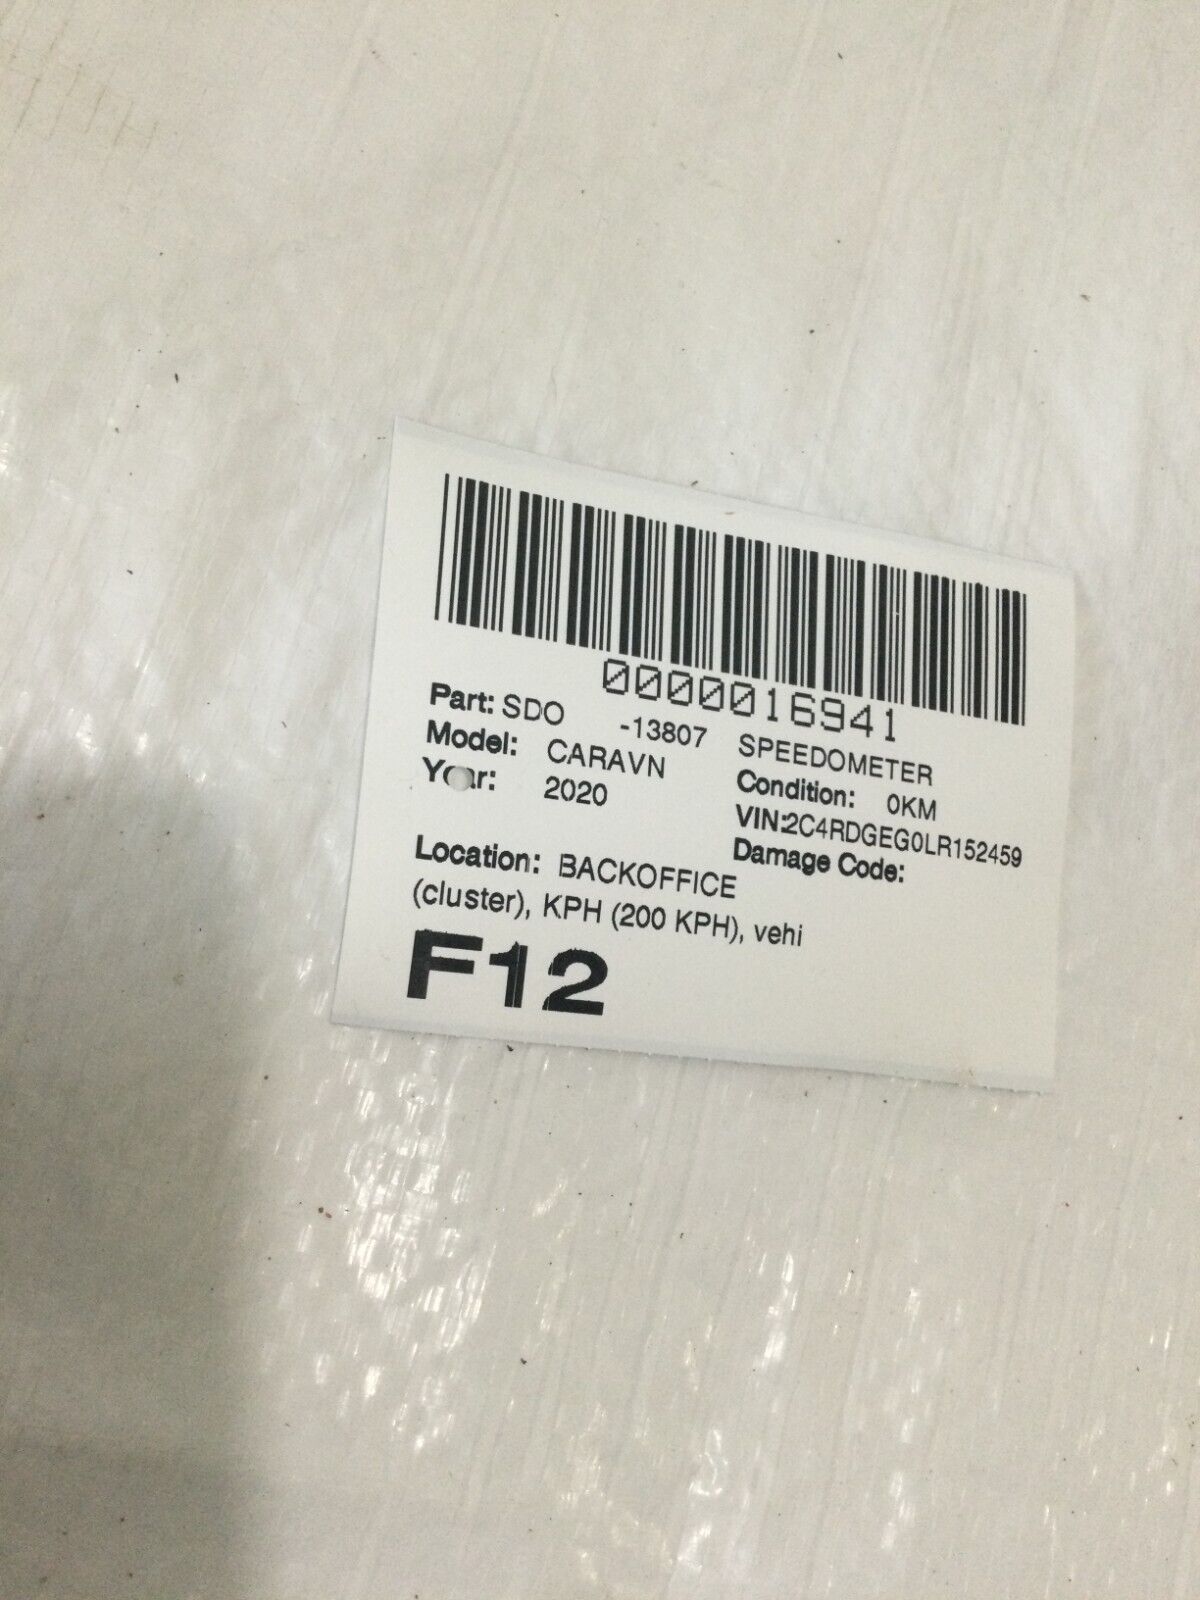 0000016941
Part: SDO -13807 SPEEDOMETER
Model: CARAVN Condition: 0KM
Year: 2020 VIN:2C4RDGEG0LR152459
Damage Code:
Location: BACKOFFICE
(cluster), KPH (200 KPH), vehi
F12